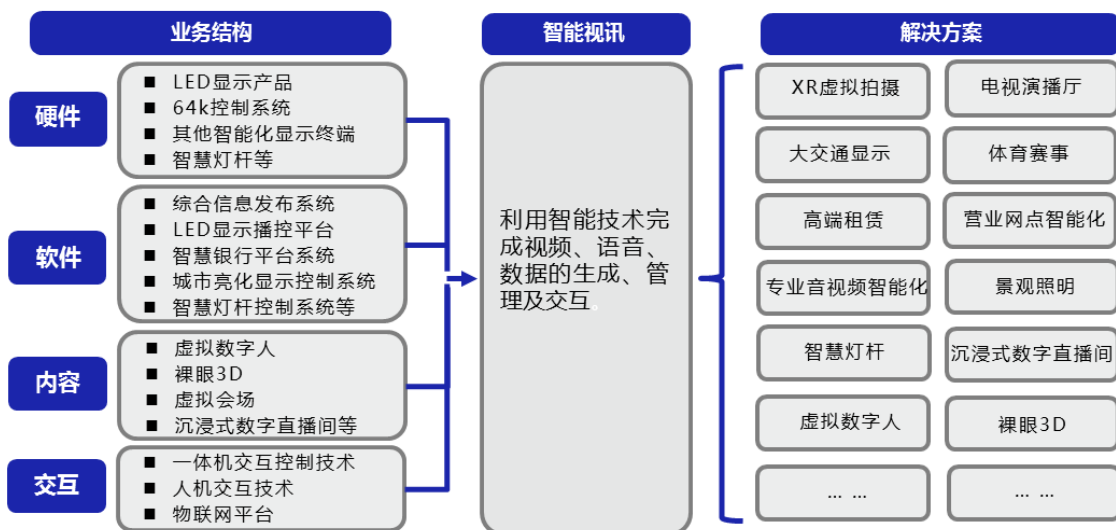 业务结构
智能视讯
解决方案
硬件
■ LED显示产品
■ 64k控制系统
■ 其他智能化显示终端
■ 智慧灯杆等
软件
■ 综合信息发布系统
■ LED显示播控平台
■ 智慧银行平台系统
■ 城市亮化显示控制系统
■ 智慧灯杆控制系统等
内容
■ 虚拟数字人
■ 裸眼3D
■ 虚拟会场
■ 沉浸式数字直播间等
交互
■ 一体机交互控制技术
■ 人机交互技术
■ 物联网平台
利用智能技术完
成视频、语音、
数据的生成、管
理及交互。
XR虚拟拍摄
电视演播厅
大交通显示
体育赛事
高端租赁
营业网点智能化
专业音视频智能化
景观照明
智慧灯杆
沉浸式数字直播间
虚拟数字人
裸眼3D
... ...
... ...